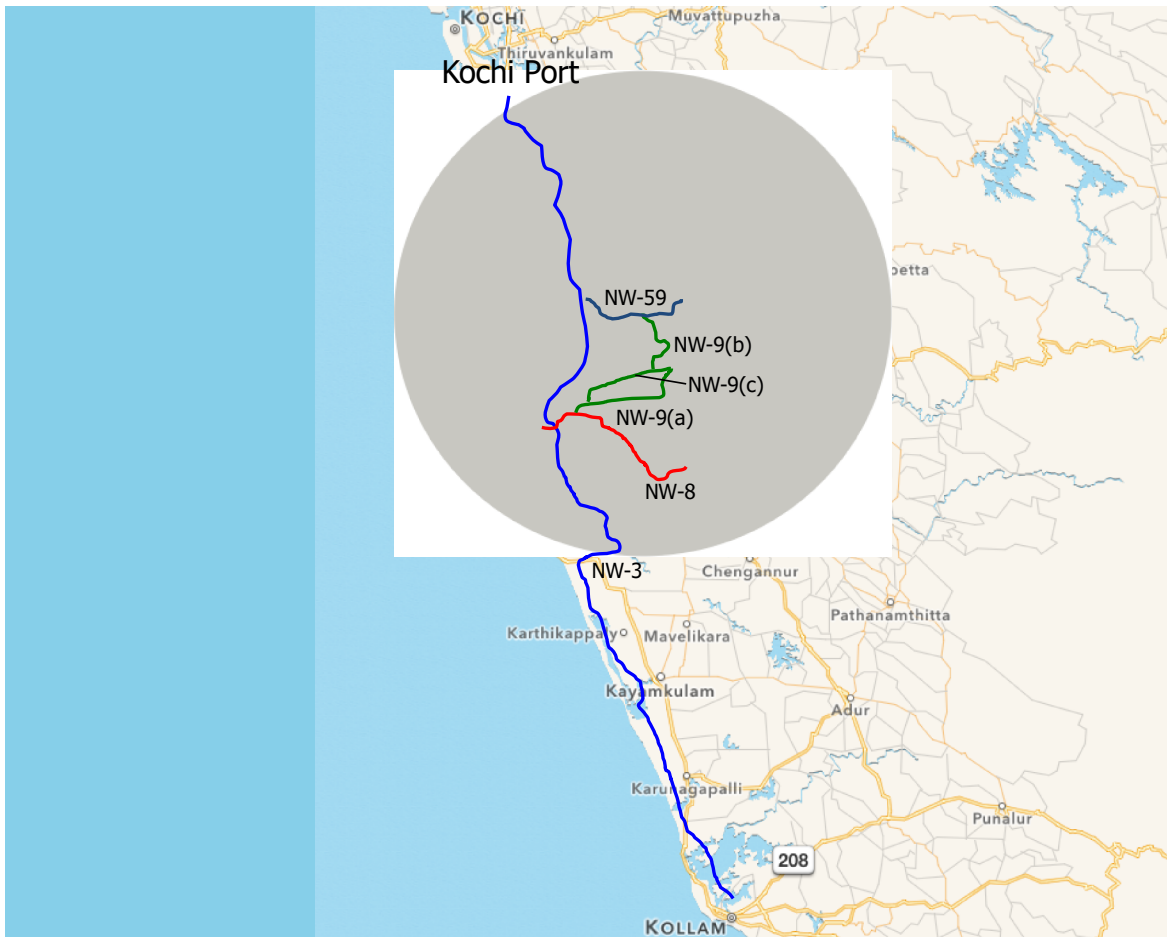 KOCHI
Muvattupuzha
Thiruvankulam
Kochi Port
petta
NW-59
NW-9(b)
NW-9(c)
NW-9(a)
NW-8
NW-3
Chengannur
Pathanamthitta
Karthikappaly
Mavelikara
Kayamkulam
Adur
Karunagapalli
Punalur
208
KOLLAM